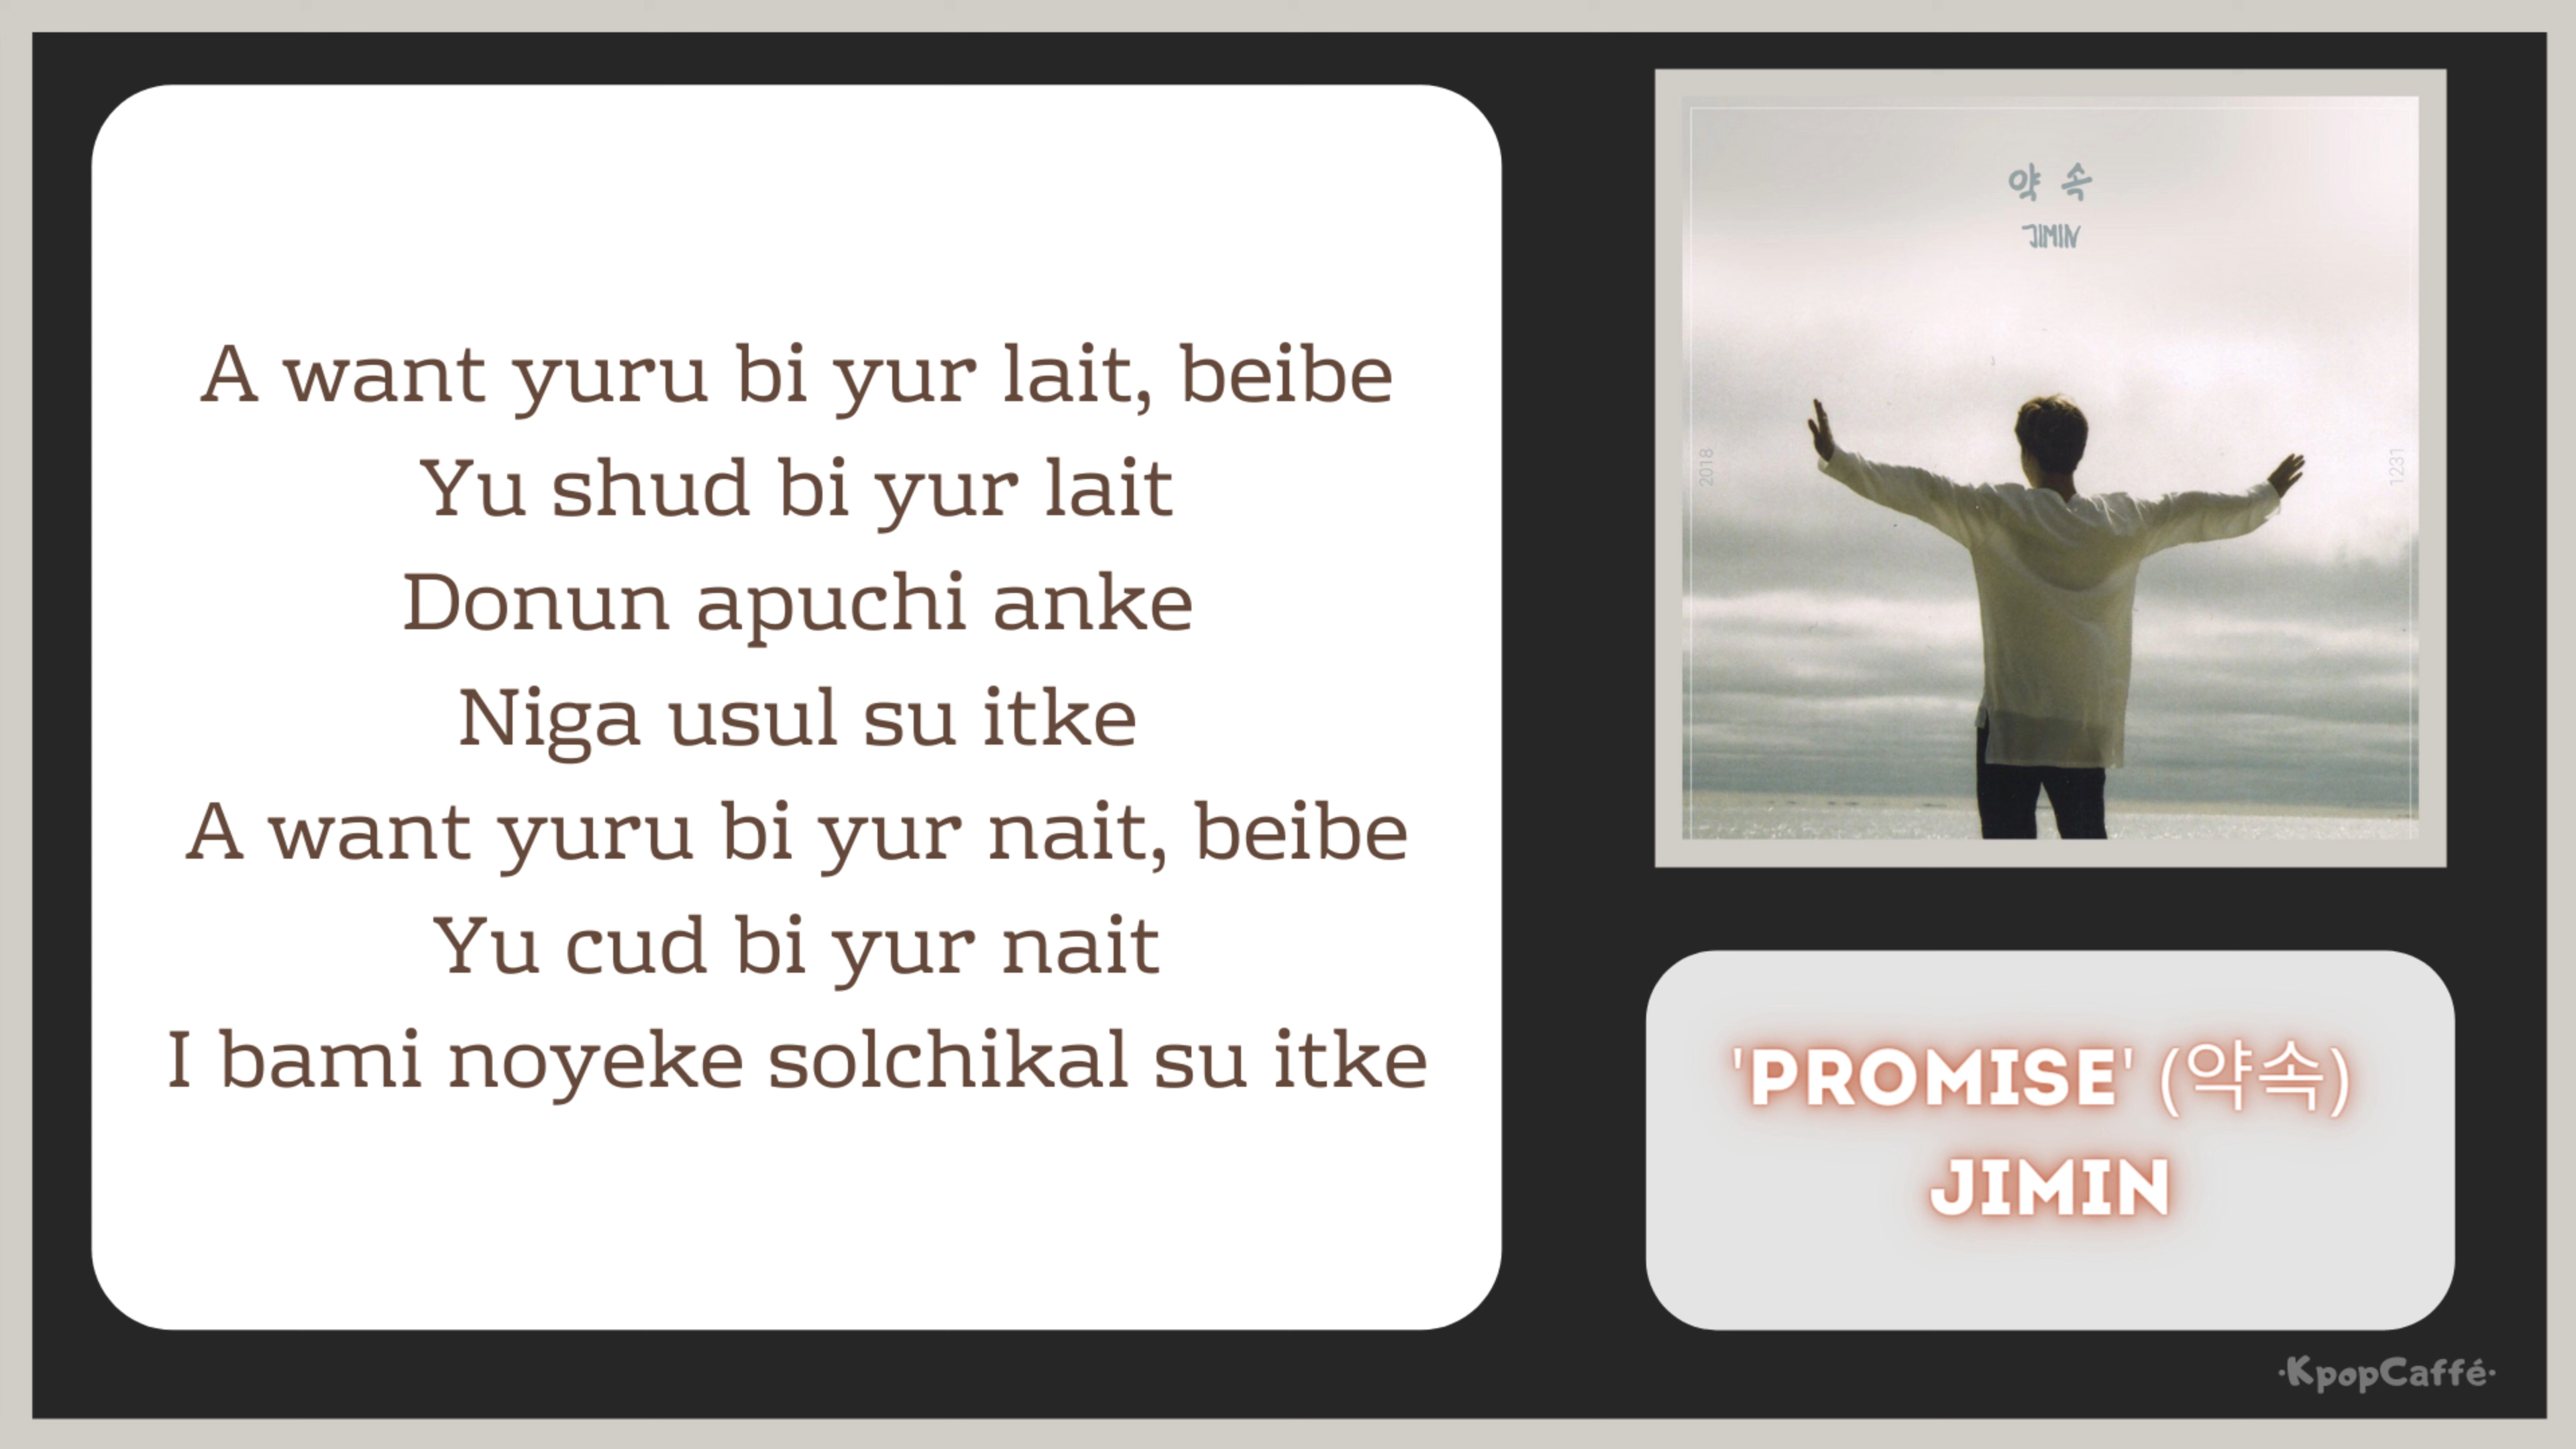 A want yuru bi yur lait, beibe
Yu shud bi yur lait
Donun apuchi anke
Niga usul su itke
A want yuru bi yur nait, beibe
Yu cud bi yur nait
I bami noyeke solchikal su itke
약속
JIMIN
2018
1231
'PROMISE' (약속)
JIMIN
·KpopCaffé·